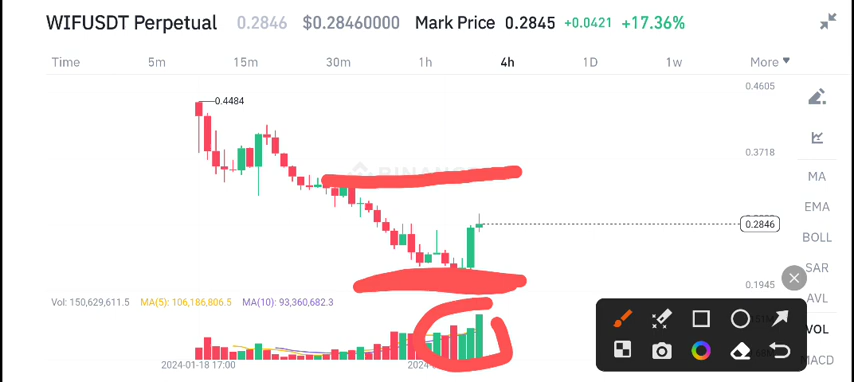 WIFUSDT Perpetual 0.2846 $0.28460000 Mark Price 0.2845 +0.0421 +17.36%
Time 5m 15m 30m 1h 4h 1D 1w More
0.4605
0.4484
0.3718
MA
EMA
0.2846
BOLL
SAR
0.1945
AVL
Vol: 150,629,611.5 MA(5): 106,186,806.5 MA(10): 93,360,682.3
VOL
MACD
2024-01-18 17:00